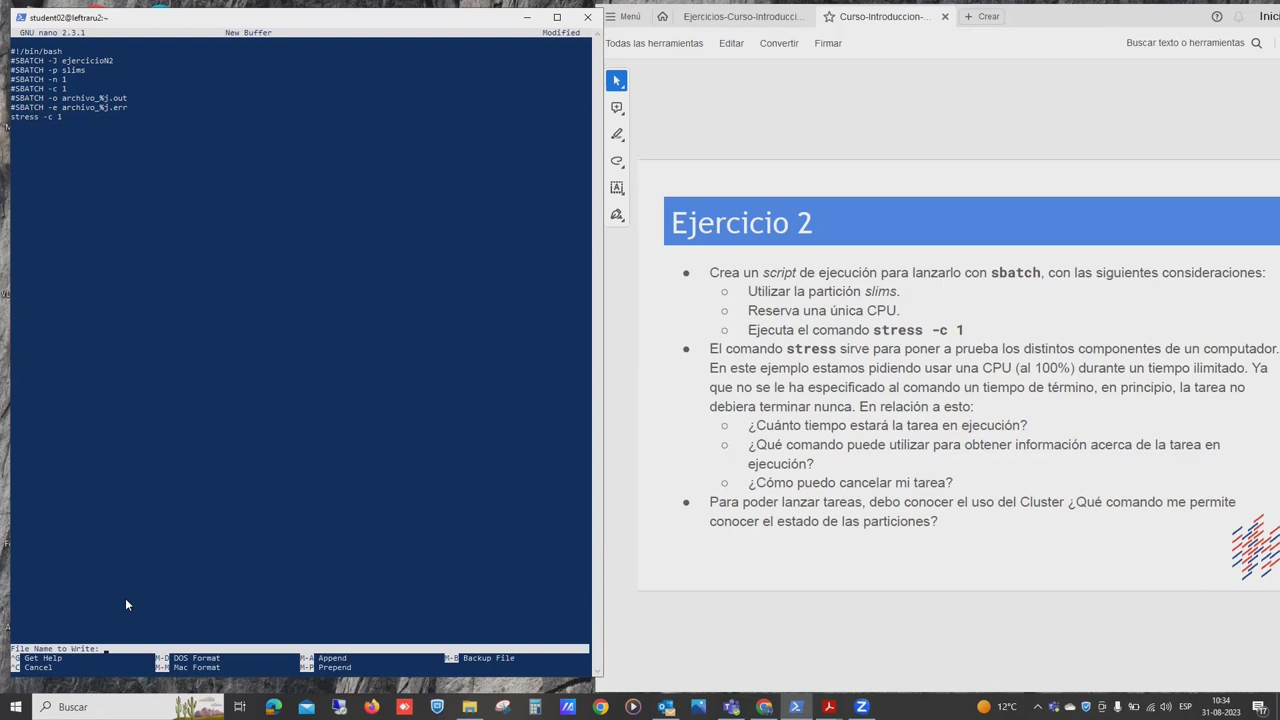 student02@leftraru2:~
GNU nano 2.3.1
New Buffer
Modified
#!/bin/bash
#SBATCH -J ejercicioN2
#SBATCH -p slims
#SBATCH -n 1
#SBATCH -c 1
#SBATCH -o archivo_%j.out
#SBATCH -e archivo_%j.err
stress -c 1
File Name to Write:
^G Get Help
M-D DOS Format
M-A Append
M-B Backup File
^C Cancel
M-M Mac Format
M-P Prepend
Menú
Ejercicios-Curso-Introducci...
Curso-Introduccion-...
Crear
Inic
Todas las herramientas
Editar
Convertir
Firmar
Buscar texto o herramientas
Ejercicio 2
● Crea un script de ejecución para lanzarlo con sbatch, con las siguientes consideraciones:
○ Utilizar la partición slims.
○ Reserva una única CPU.
○ Ejecuta el comando stress -c 1
● El comando stress sirve para poner a prueba los distintos componentes de un computador.
En este ejemplo estamos pidiendo usar una CPU (al 100%) durante un tiempo ilimitado. Ya
que no se le ha especificado al comando un tiempo de término, en principio, la tarea no
debiera terminar nunca. En relación a esto:
○ ¿Cuánto tiempo estará la tarea en ejecución?
○ ¿Qué comando puede utilizar para obtener información acerca de la tarea en
ejecución?
○ ¿Cómo puedo cancelar mi tarea?
● Para poder lanzar tareas, debo conocer el uso del Cluster ¿Qué comando me permite
conocer el estado de las particiones?
Buscar
12°C
ESP
10:34
31-08-2023